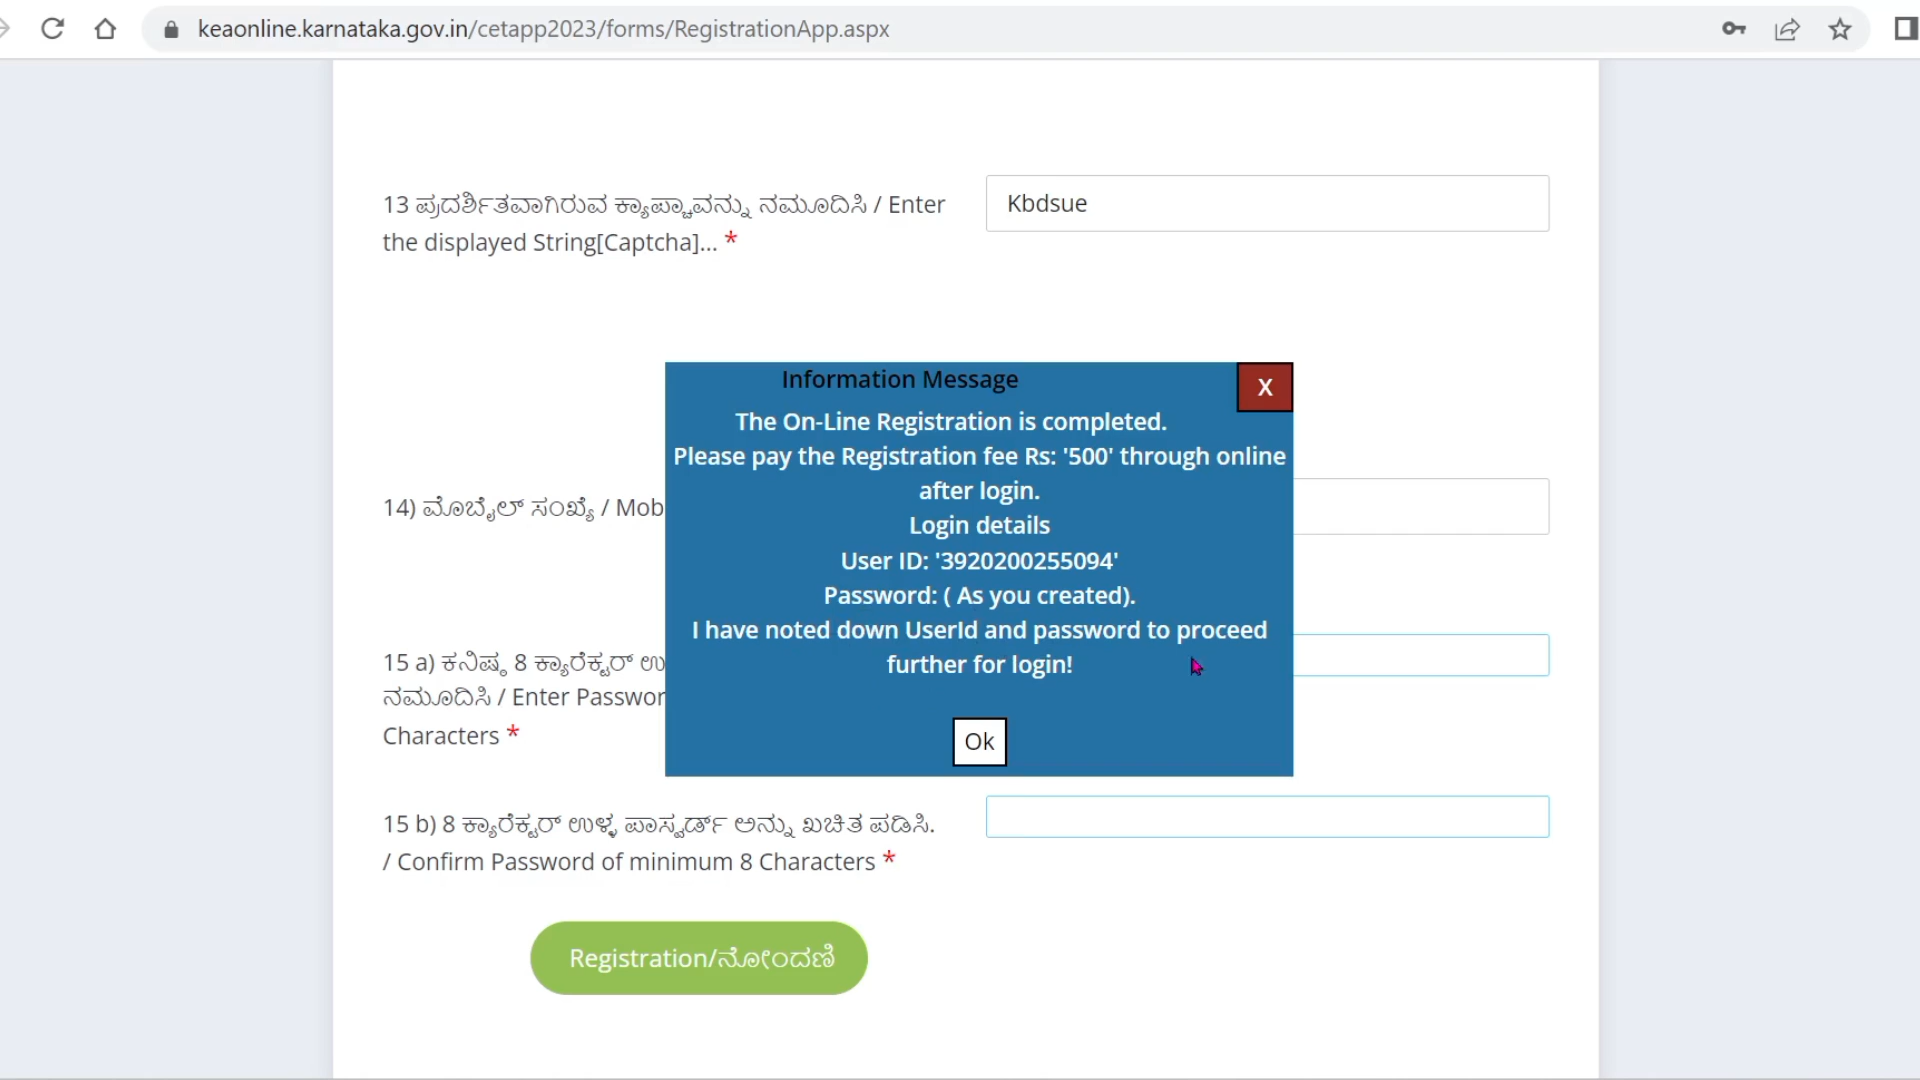 keaonline.karnataka.gov.in/cetapp2023/forms/RegistrationApp.aspx
13 ಪ್ರದರ್ಶಿತವಾಗಿರುವ ಕ್ಯಾಪ್ಚಾವನ್ನು ನಮೂದಿಸಿ / Enter
the displayed String[Captcha]... *
Kbdsue
Information Message
X
The On-Line Registration is completed.
Please pay the Registration fee Rs: '500' through online
after login.
Login details
User ID: '3920200255094'
Password: ( As you created).
I have noted down UserId and password to proceed
further for login!
Ok
14) ಮೊಬೈಲ್ ಸಂಖ್ಯೆ / Mob
15 a) ಕನಿಷ್ಠ 8 ಕ್ಯಾರೆಕ್ಟರ್ ಉ
ನಮೂದಿಸಿ / Enter Passwor
Characters *
15 b) 8 ಕ್ಯಾರೆಕ್ಟರ್ ಉಳ್ಳ ಪಾಸ್ವರ್ಡ್ ಅನ್ನು ಖಚಿತ ಪಡಿಸಿ.
/ Confirm Password of minimum 8 Characters *
Registration/ನೋಂದಣಿ